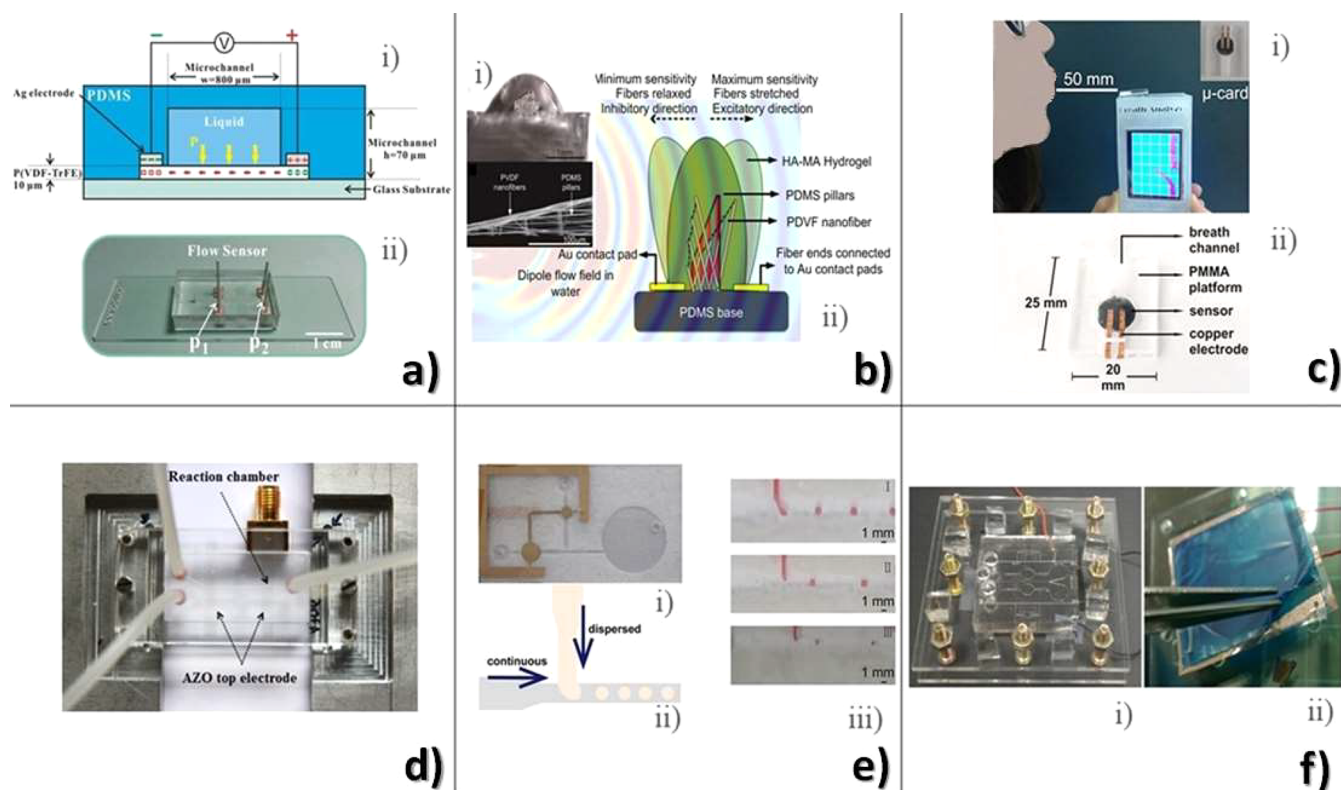 i)
− V +
Microchannel
w=800 μm
Ag electrode
PDMS
Liquid
P
Microchannel
h=70 μm
P(VDF-TrFE)
10 μm
Glass Substrate
ii)
Flow Sensor
P1
P2
1 cm
a)
i)
Minimum sensitivity
Fibers relaxed
Inhibitory direction
Maximum sensitivity
Fibers stretched
Excitatory direction
HA-MA Hydrogel
PVDF
nanofibers
PDMS
pillars
100μm
PDMS pillars
PDVF nanofiber
Au contact pad
Dipole flow field in
water
Fiber ends connected
to Au contact pads
PDMS base
ii)
b)
50 mm
i)
μ-card
ii)
breath
channel
PMMA
platform
sensor
copper
electrode
25 mm
20
mm
c)
Reaction chamber
AZO top electrode
d)
i)
dispersed
continuous
ii)
I
1 mm
II
1 mm
III
1 mm
iii)
e)
i)
ii)
f)